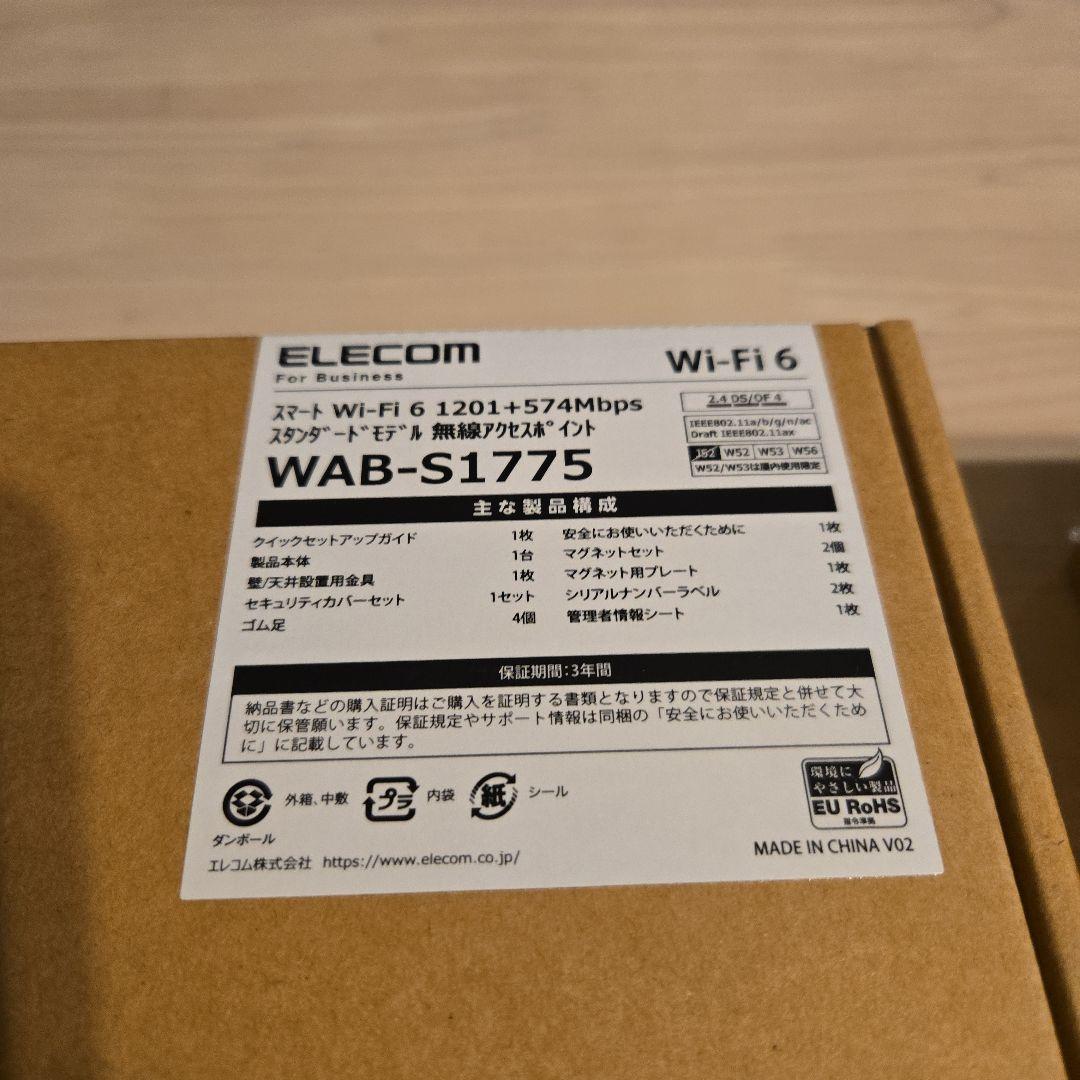 ELECOM
For Business
Wi-Fi 6
スマート Wi-Fi 6 1201+574Mbps
スタンダードモデル 無線アクセスポイント
WAB-S1775
2.4 DS/OF 4
IEEE802.11a/b/g/n/ac
Draft IEEE802.11ax
J52 W52 W53 W56
W52/W53は屋内使用限定
主な製品構成
クイックセットアップガイド 1枚 安全にお使いいただくために 1枚
製品本体 1台 マグネットセット 2個
壁/天井設置用金具 1枚 マグネット用プレート 1枚
セキュリティカバーセット 1セット シリアルナンバーラベル 2枚
ゴム足 4個 管理者情報シート 1枚
保証期間:3年間
納品書などの購入証明はご購入を証明する書類となりますので保証規定と併せて大
切に保管願います。保証規定やサポート情報は同梱の「安全にお使いいただくため
に」に記載しています。
外箱、中敷 プラ 内袋 紙 シール
ダンボール
環境に
やさしい製品
EU RoHS
指令準拠
エレコム株式会社 https://www.elecom.co.jp/
MADE IN CHINA V02